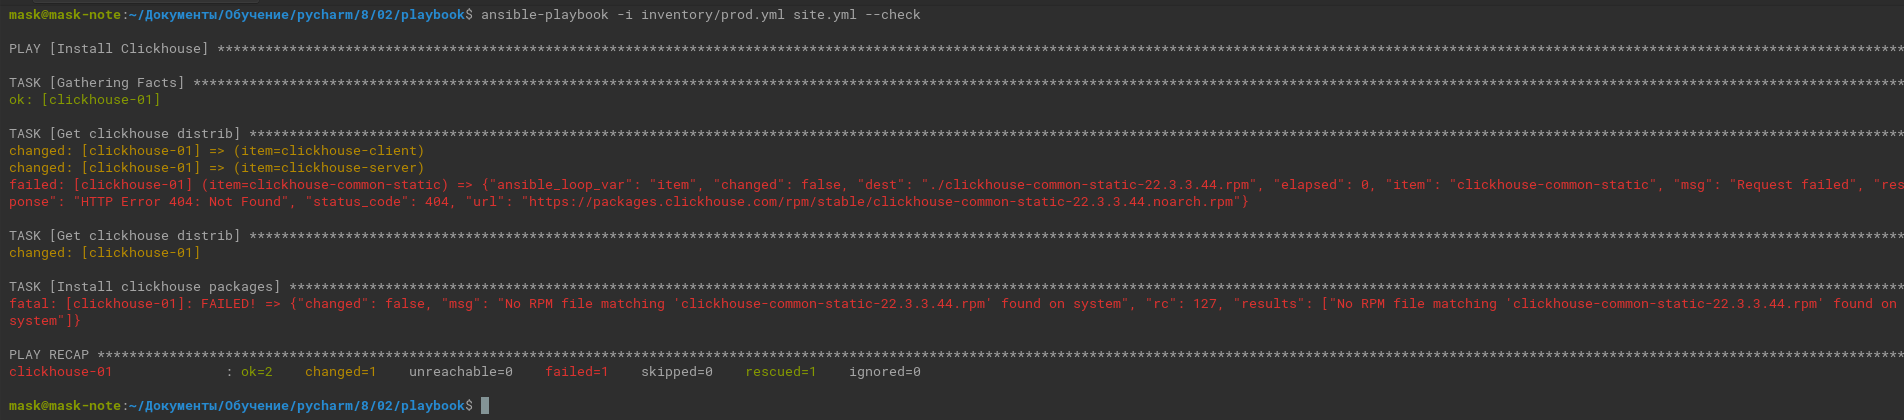 mask@mask-note:~/Документы/Обучение/pycharm/8/02/playbook$ ansible-playbook -i inventory/prod.yml site.yml --check
PLAY [Install Clickhouse] ********************************************************************************************************************************************************************************************************************
TASK [Gathering Facts] ***********************************************************************************************************************************************************************************************************************
ok: [clickhouse-01]
TASK [Get clickhouse distrib] ****************************************************************************************************************************************************************************************************************
changed: [clickhouse-01] => (item=clickhouse-client)
changed: [clickhouse-01] => (item=clickhouse-server)
failed: [clickhouse-01] (item=clickhouse-common-static) => {"ansible_loop_var": "item", "changed": false, "dest": "./clickhouse-common-static-22.3.3.44.rpm", "elapsed": 0, "item": "clickhouse-common-static", "msg": "Request failed", "res
ponse": "HTTP Error 404: Not Found", "status_code": 404, "url": "https://packages.clickhouse.com/rpm/stable/clickhouse-common-static-22.3.3.44.noarch.rpm"}
TASK [Get clickhouse distrib] ****************************************************************************************************************************************************************************************************************
changed: [clickhouse-01]
TASK [Install clickhouse packages] ***********************************************************************************************************************************************************************************************************
fatal: [clickhouse-01]: FAILED! => {"changed": false, "msg": "No RPM file matching 'clickhouse-common-static-22.3.3.44.rpm' found on system", "rc": 127, "results": ["No RPM file matching 'clickhouse-common-static-22.3.3.44.rpm' found on
system"]}
PLAY RECAP ***********************************************************************************************************************************************************************************************************************************
clickhouse-01 : ok=2 changed=1 unreachable=0 failed=1 skipped=0 rescued=1 ignored=0
mask@mask-note:~/Документы/Обучение/pycharm/8/02/playbook$